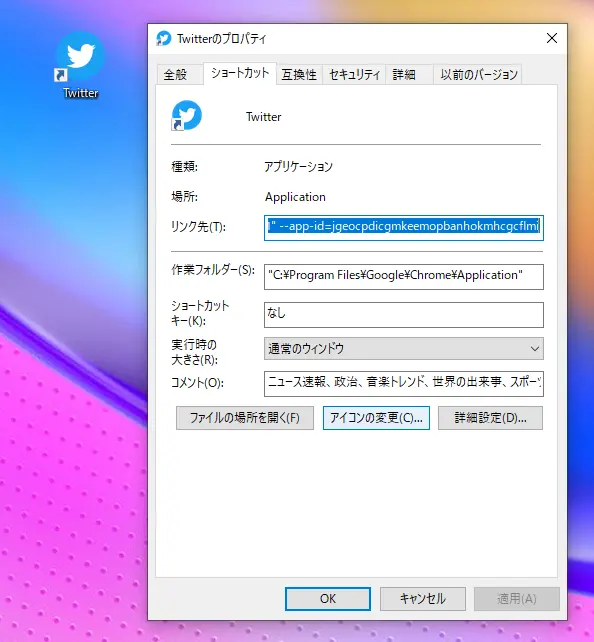 Twitter
Twitterのプロパティ
全般 ショートカット 互換性 セキュリティ 詳細 以前のバージョン
Twitter
種類: アプリケーション
場所: Application
リンク先(T): l" --app-id=jgeocpdicgmkeemopbanhokmhcgcflmi
作業フォルダー(S): "C:¥Program Files¥Google¥Chrome¥Application"
ショートカット
キー(K): なし
実行時の
大きさ(R): 通常のウィンドウ
コメント(O): ニュース速報、政治、音楽トレンド、世界の出来事、スポーツ
ファイルの場所を開く(F) アイコンの変更(C)... 詳細設定(D)...
OK キャンセル 適用(A)